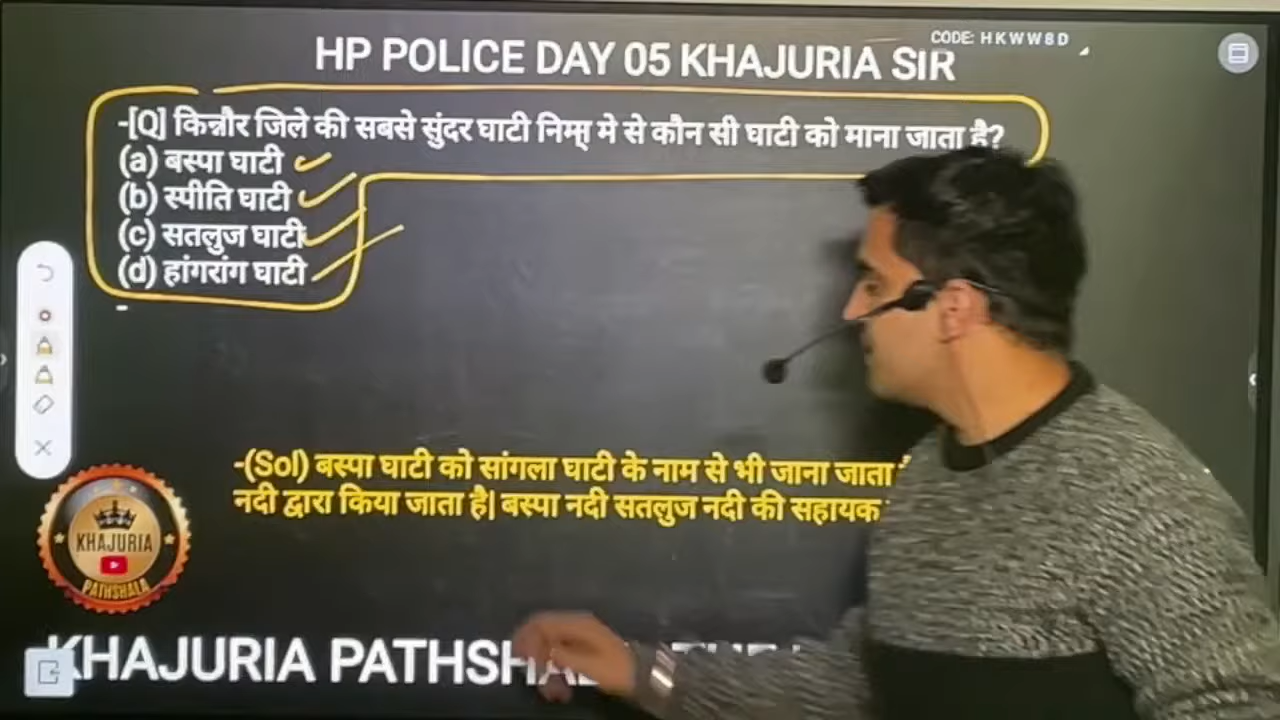 CODE: HKWW8D
HP POLICE DAY 05 KHAJURIA SIR
-[Q] किन्नौर जिले की सबसे सुंदर घाटी निम्न मे से कौन सी घाटी को माना जाता है?
(a) बस्पा घाटी
(b) स्पीति घाटी
(c) सतलुज घाटी
(d) हांगरांग घाटी
-
-(Sol) बस्पा घाटी को सांगला घाटी के नाम से भी जाना जाता
नदी द्वारा किया जाता है| बस्पा नदी सतलुज नदी की सहायक
KHAJURIA
PATHSHALA
KHAJURIA